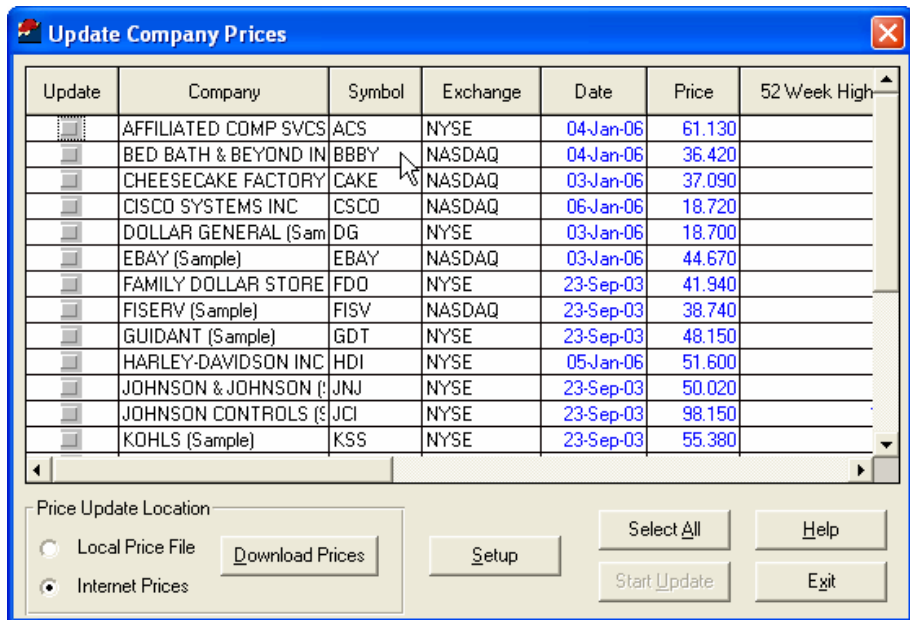 Update Company Prices
Update Company Symbol Exchange Date Price 52 Week High
AFFILIATED COMP SVCS ACS NYSE 04-Jan-06 61.130
BED BATH & BEYOND IN BBBY NASDAQ 04-Jan-06 36.420
CHEESECAKE FACTORY CAKE NASDAQ 03-Jan-06 37.090
CISCO SYSTEMS INC CSCO NASDAQ 06-Jan-06 18.720
DOLLAR GENERAL (Sam DG NYSE 03-Jan-06 18.700
EBAY (Sample) EBAY NASDAQ 03-Jan-06 44.670
FAMILY DOLLAR STORE FDO NYSE 23-Sep-03 41.940
FISERV (Sample) FISV NASDAQ 23-Sep-03 38.740
GUIDANT (Sample) GDT NYSE 23-Sep-03 48.150
HARLEY-DAVIDSON INC HDI NYSE 05-Jan-06 51.600
JOHNSON & JOHNSON ( JNJ NYSE 23-Sep-03 50.020
JOHNSON CONTROLS (S JCI NYSE 23-Sep-03 98.150
KOHLS (Sample) KSS NYSE 23-Sep-03 55.380
Price Update Location
Local Price File
Internet Prices
Download Prices
Setup
Select All
Help
Start Update
Exit